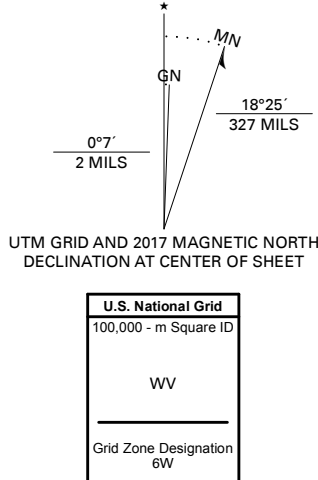 ★
MN
GN
18°25´
327 MILS
0°7´
2 MILS
UTM GRID AND 2017 MAGNETIC NORTH
DECLINATION AT CENTER OF SHEET
U.S. National Grid
100,000 - m Square ID
WV
Grid Zone Designation
6W